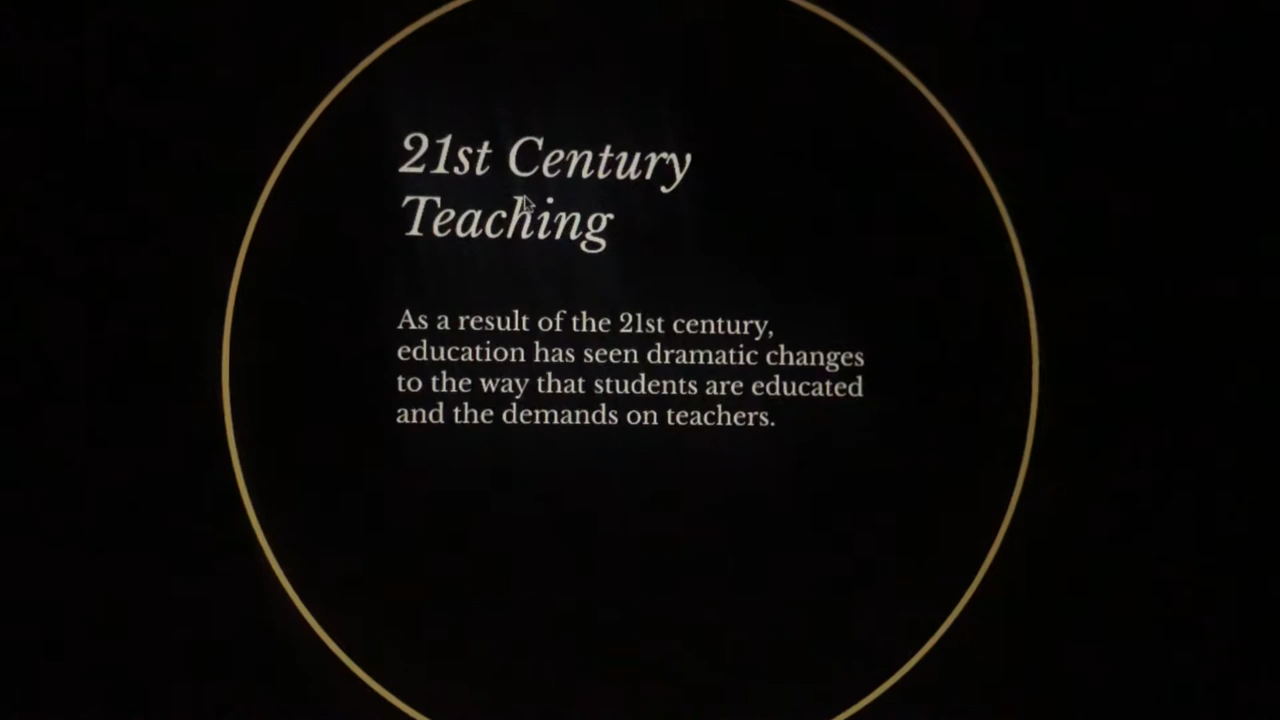 21st Century
Teaching
As a result of the 21st century,
education has seen dramatic changes
to the way that students are educated
and the demands on teachers.